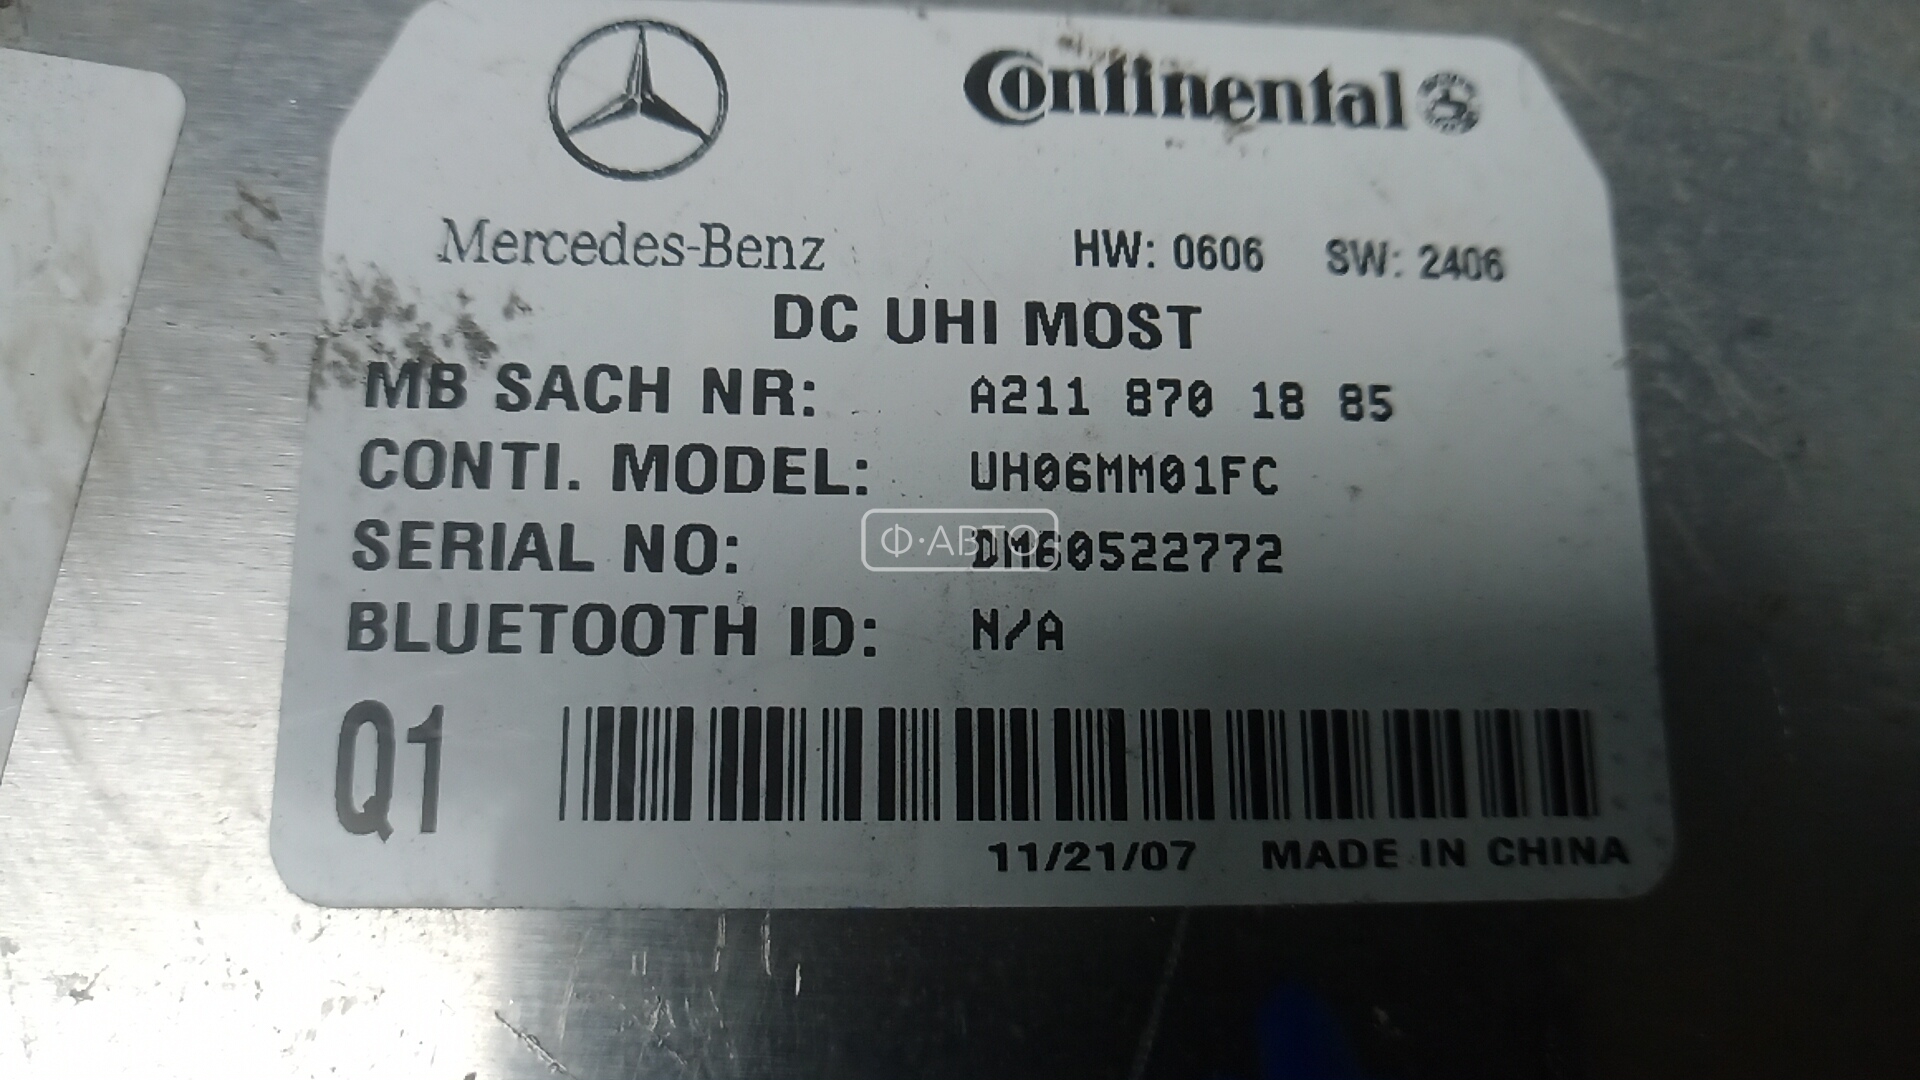 Continental
Mercedes-Benz HW: 0606 SW: 2406
DC UHI MOST
MB SACH NR: A211 870 18 85
CONTI. MODEL: UH06MM01FC
SERIAL NO: DM60522772
Ф·АВТО
BLUETOOTH ID: N/A
Q1
11/21/07 MADE IN CHINA